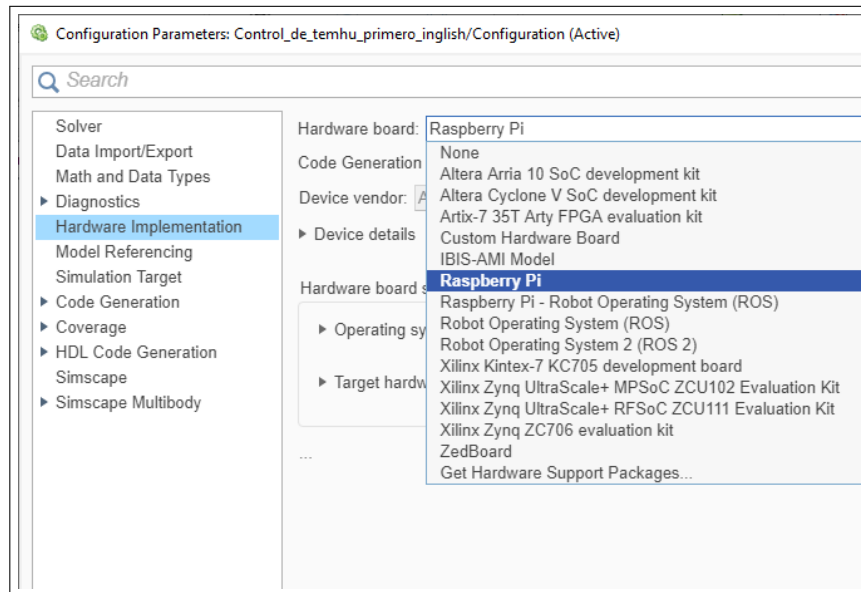 Configuration Parameters: Control_de_temhu_primero_inglish/Configuration (Active)
Search
Solver
Data Import/Export
Math and Data Types
Diagnostics
Hardware Implementation
Model Referencing
Simulation Target
Code Generation
Coverage
HDL Code Generation
Simscape
Simscape Multibody
Hardware board: Raspberry Pi
Code Generation
Device vendor: A
Device details
Hardware board s
Operating sy
Target hardw
...
None
Altera Arria 10 SoC development kit
Altera Cyclone V SoC development kit
Artix-7 35T Arty FPGA evaluation kit
Custom Hardware Board
IBIS-AMI Model
Raspberry Pi
Raspberry Pi - Robot Operating System (ROS)
Robot Operating System (ROS)
Robot Operating System 2 (ROS 2)
Xilinx Kintex-7 KC705 development board
Xilinx Zynq UltraScale+ MPSoC ZCU102 Evaluation Kit
Xilinx Zynq UltraScale+ RFSoC ZCU111 Evaluation Kit
Xilinx Zynq ZC706 evaluation kit
ZedBoard
Get Hardware Support Packages...